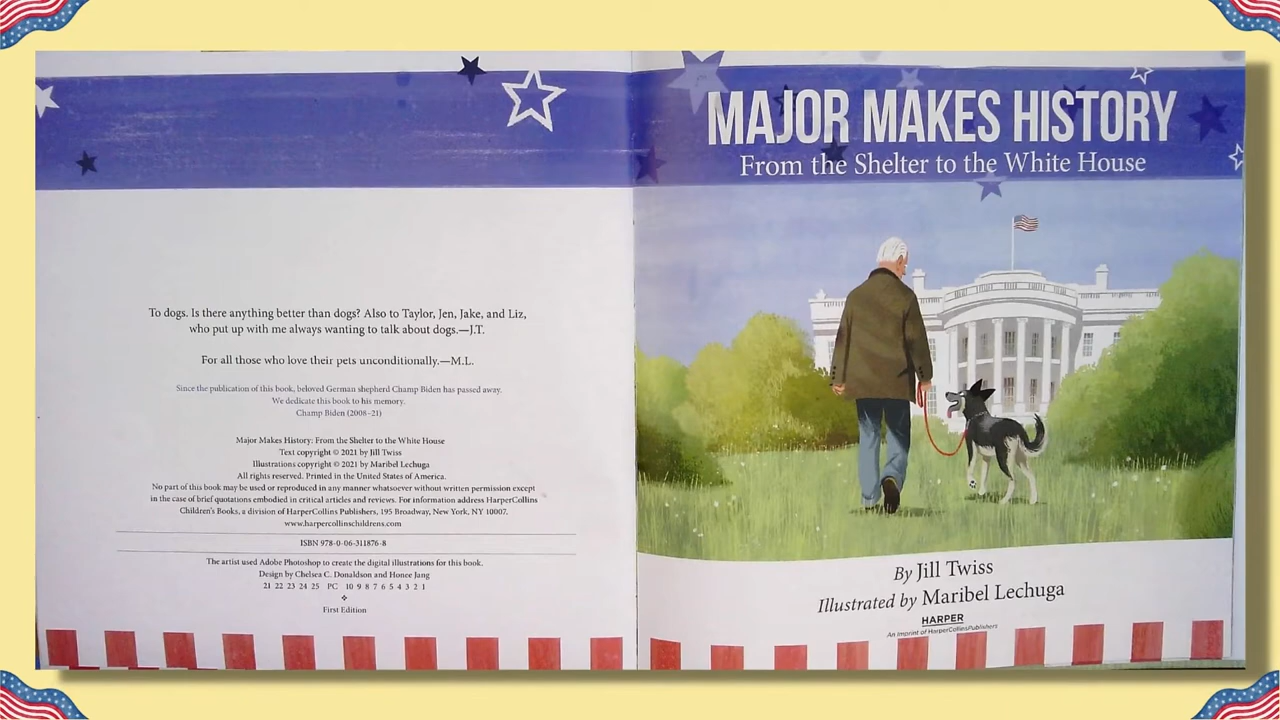 To dogs. Is there anything better than dogs? Also to Taylor, Jen, Jake, and Liz,
who put up with me always wanting to talk about dogs.—J.T.
For all those who love their pets unconditionally.—M.L.
Since the publication of this book, beloved German shepherd Champ Biden has passed away.
We dedicate this book to his memory.
Champ Biden (2008–21)
Major Makes History: From the Shelter to the White House
Text copyright © 2021 by Jill Twiss
Illustrations copyright © 2021 by Maribel Lechuga
All rights reserved. Printed in the United States of America.
No part of this book may be used or reproduced in any manner whatsoever without written permission except
in the case of brief quotations embodied in critical articles and reviews. For information address HarperCollins
Children's Books, a division of HarperCollins Publishers, 195 Broadway, New York, NY 10007.
www.harpercollinschildrens.com
ISBN 978-0-06-311876-8
The artist used Adobe Photoshop to create the digital illustrations for this book.
Design by Chelsea C. Donaldson and Honee Jang
21 22 23 24 25 PC 10 9 8 7 6 5 4 3 2 1
First Edition
MAJOR MAKES HISTORY
From the Shelter to the White House
By Jill Twiss
Illustrated by Maribel Lechuga
HARPER
An Imprint of HarperCollinsPublishers